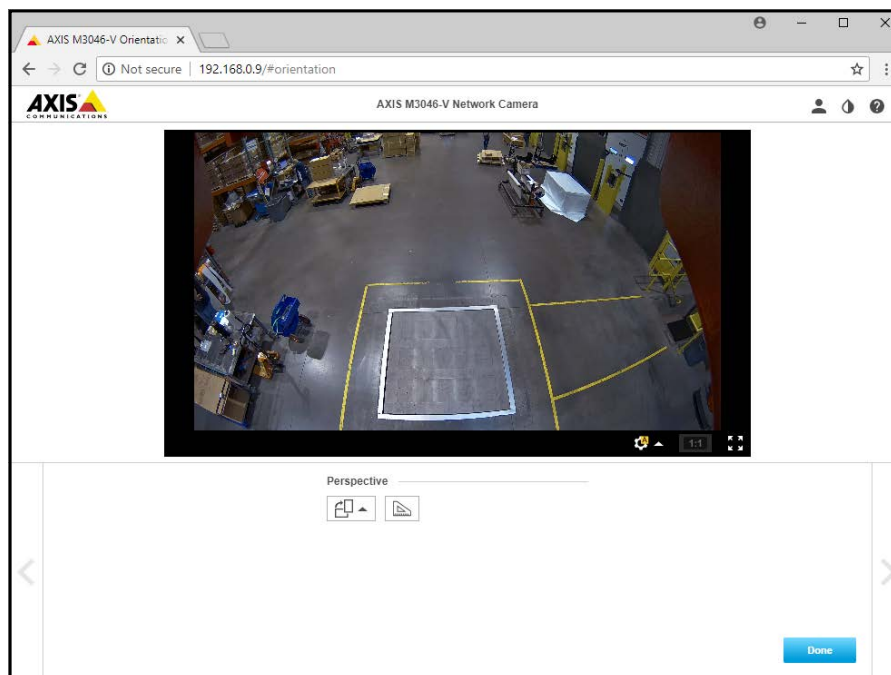 AXIS M3046-V Orientatio
Not secure | 192.168.0.9/#orientation
AXIS
COMMUNICATIONS
AXIS M3046-V Network Camera
1:1
Perspective
Done